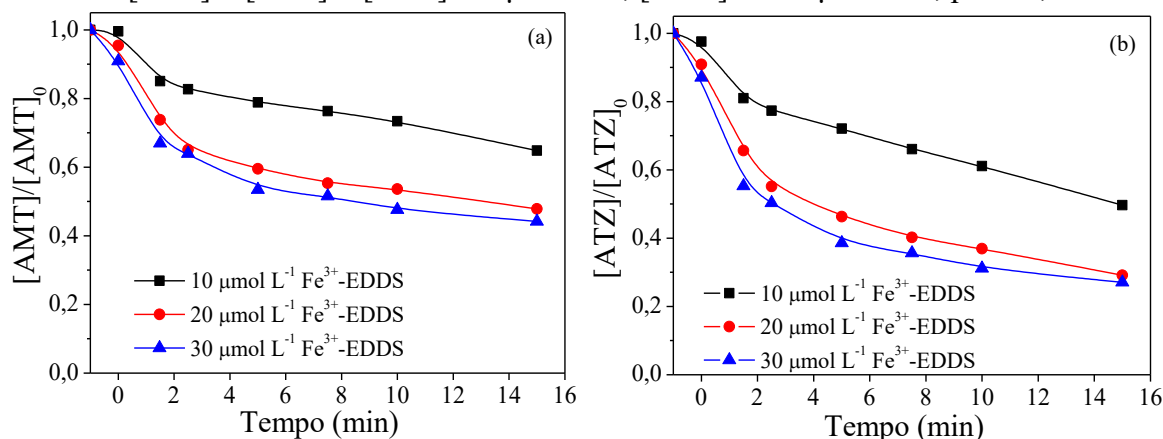 (a)
[AMT]/[AMT]0
1,0
0,8
0,6
0,4
0,2
0,0
10 μmol L-1 Fe3+-EDDS
20 μmol L-1 Fe3+-EDDS
30 μmol L-1 Fe3+-EDDS
0 2 4 6 8 10 12 14 16
Tempo (min)
(b)
[ATZ]/[ATZ]0
1,0
0,8
0,6
0,4
0,2
0,0
10 μmol L-1 Fe3+-EDDS
20 μmol L-1 Fe3+-EDDS
30 μmol L-1 Fe3+-EDDS
0 2 4 6 8 10 12 14 16
Tempo (min)